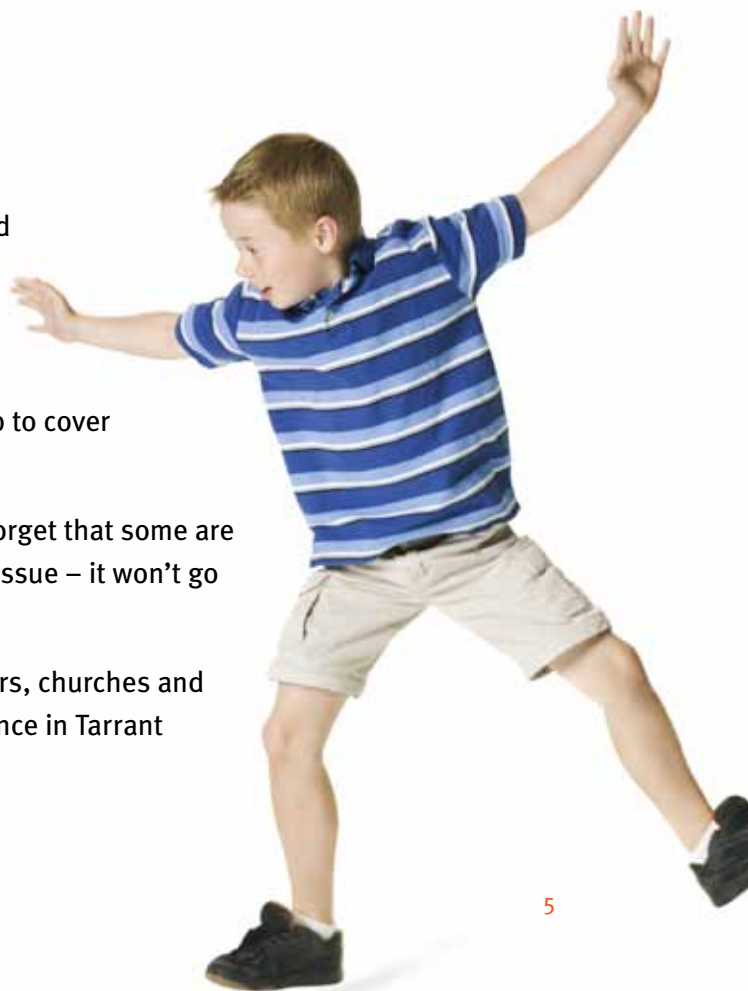 d
o to cover
orget that some are
issue – it won’t go
rs, churches and
nce in Tarrant
5